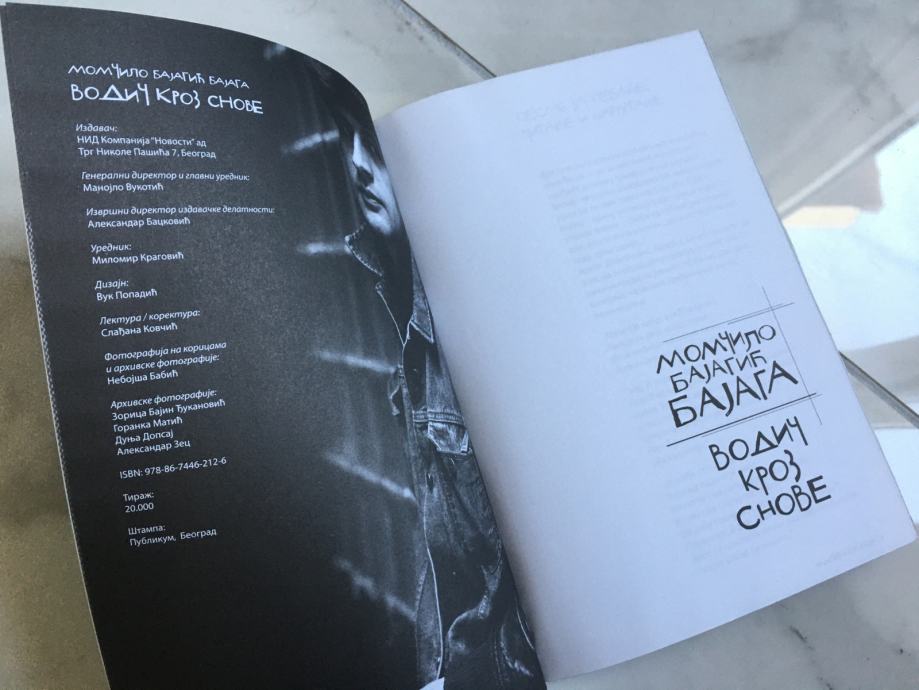 МОМЧИЛО БАЈАГИЋ БАЈАГА
ВОДИЧ КРОЗ СНОВЕ
Издавач:
НИД Компанија "Новости" ад
Трг Николе Пашића 7, Београд
Генерални директор и главни уредник:
Манојло Вукотић
Извршни директор издавачке делатности:
Александар Бацковић
Уредник:
Миломир Краговић
Дизајн:
Вук Попадић
Лектура / коректура:
Слађана Ковчић
Фотографија на корицама
и архивске фотографије:
Небојша Бабић
Архивске фотографије:
Зорица Бајин Ђукановић
Горанка Матић
Дуња Допсај
Александар Зец
ISBN: 978-86-7446-212-6
Тираж:
20.000
Штампа:
Публикум, Београд
МОМЧИЛО
БАЈАГИЋ
БАЈАГА
ВОДИЧ
КРОЗ
СНОВЕ